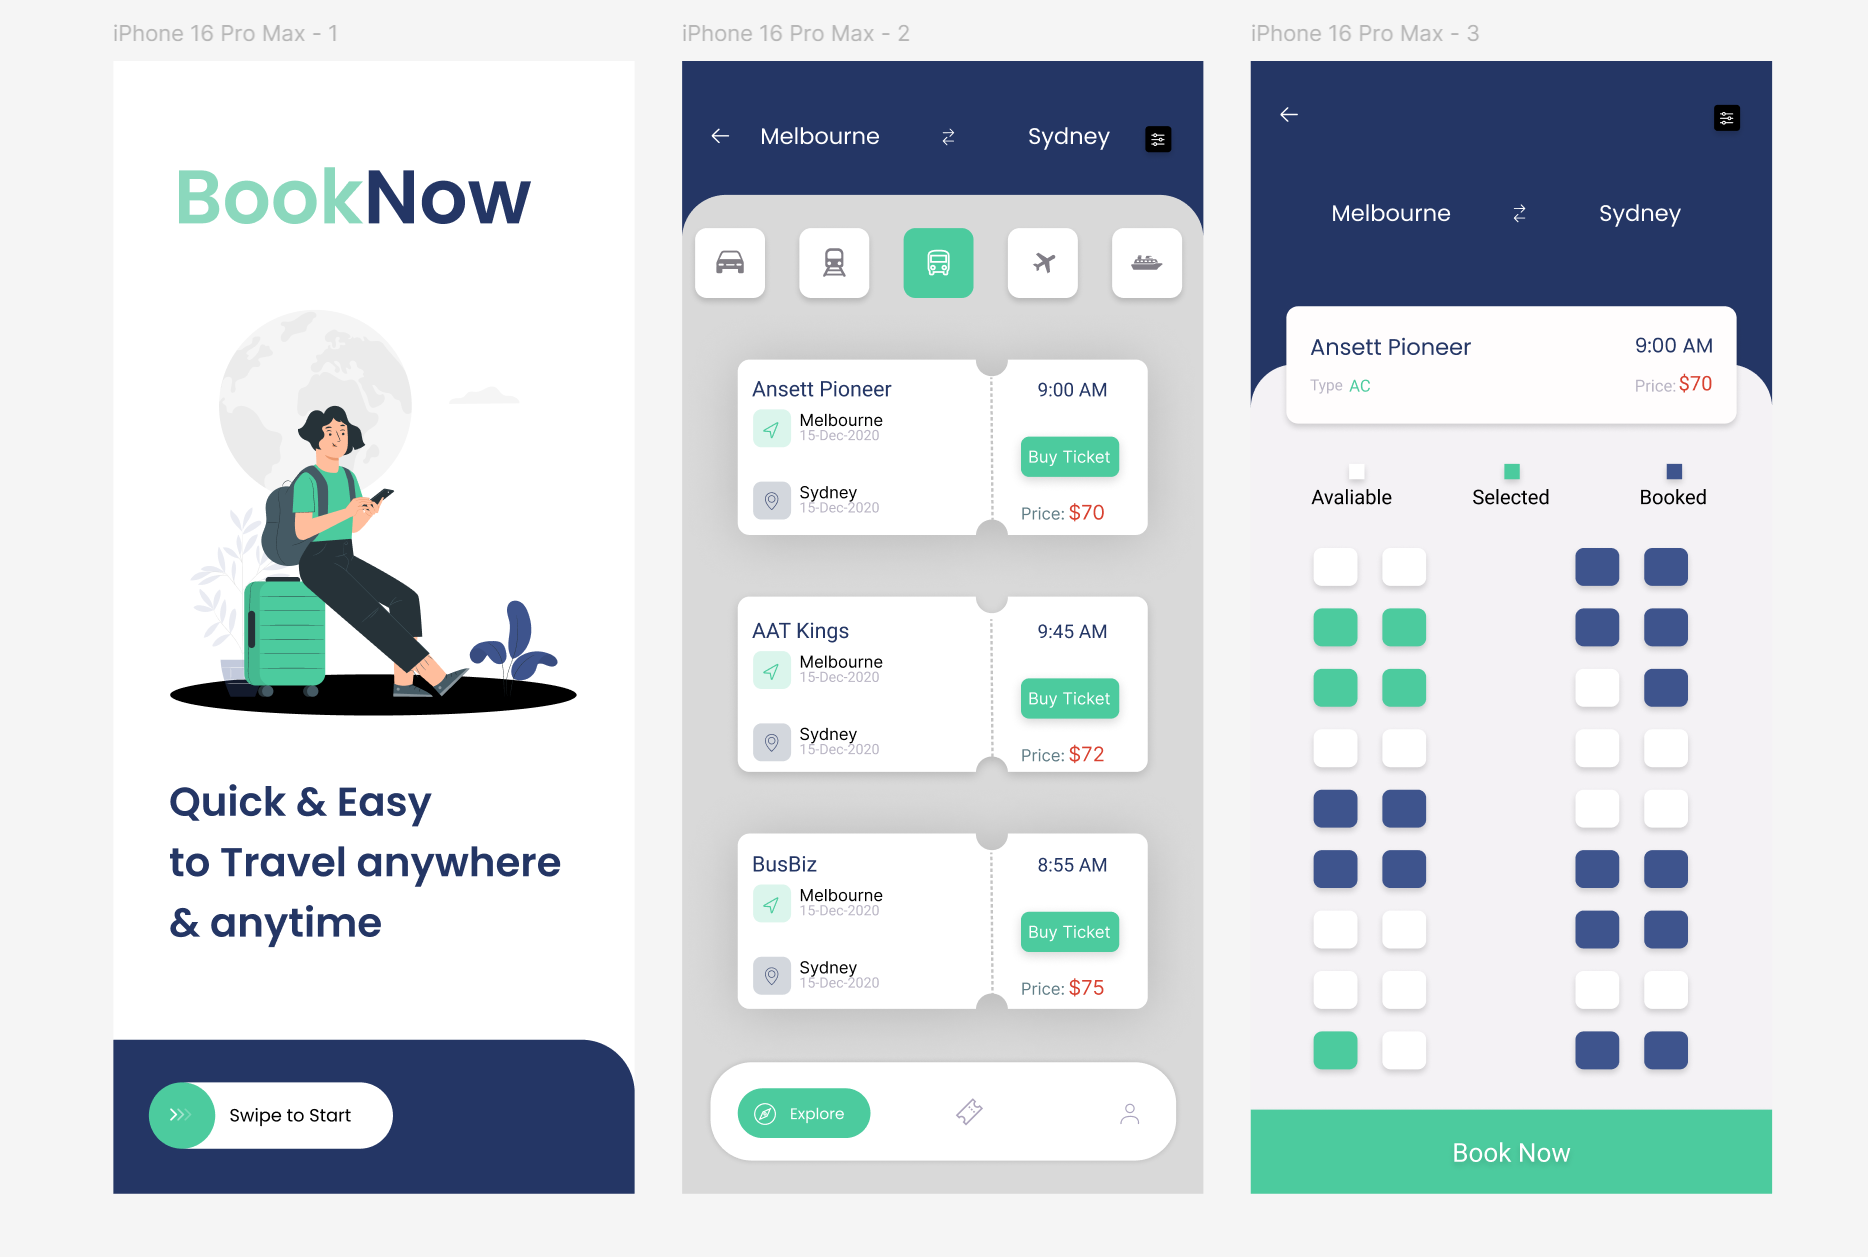 iPhone 16 Pro Max - 1
BookNow
Quick & Easy
to Travel anywhere
& anytime
Swipe to Start
iPhone 16 Pro Max - 2
Melbourne
Sydney
Ansett Pioneer
9:00 AM
Melbourne
15-Dec-2020
Buy Ticket
Sydney
15-Dec-2020
Price: $70
AAT Kings
9:45 AM
Melbourne
15-Dec-2020
Buy Ticket
Sydney
15-Dec-2020
Price: $72
BusBiz
8:55 AM
Melbourne
15-Dec-2020
Buy Ticket
Sydney
15-Dec-2020
Price: $75
Explore
iPhone 16 Pro Max - 3
Melbourne
Sydney
Ansett Pioneer
9:00 AM
Type AC
Price: $70
Avaliable
Selected
Booked
Book Now